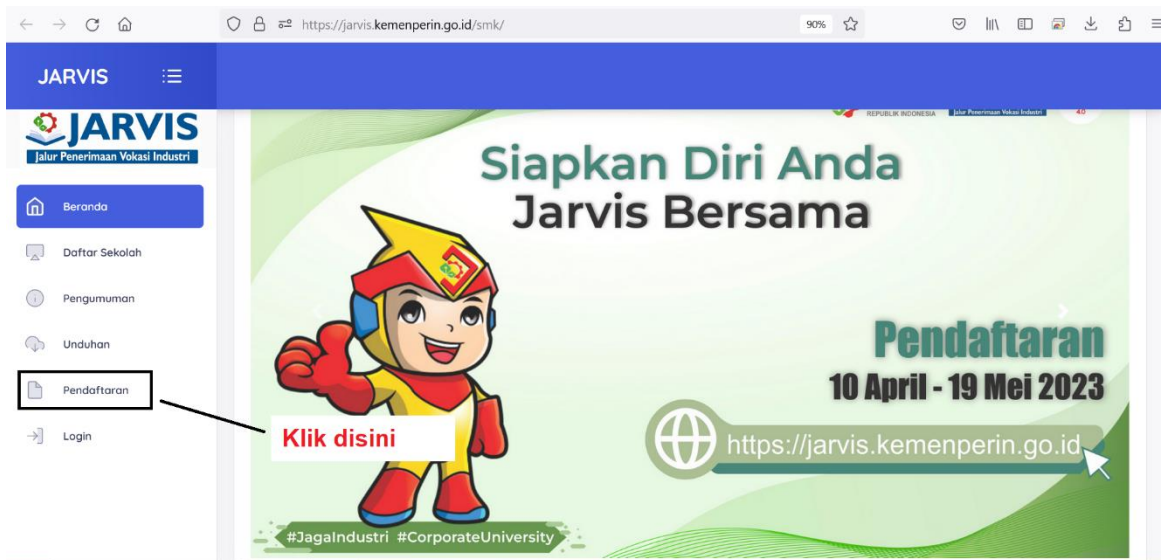 https://jarvis.kemenperin.go.id/smk/
90%
JARVIS
JARVIS
Jalur Penerimaan Vokasi Industri
Beranda
Daftar Sekolah
Pengumuman
Unduhan
Pendaftaran
Login
Klik disini
REPUBLIK INDONESIA
Jalur Penerimaan Vokasi Industri
4.0
Siapkan Diri Anda
Jarvis Bersama
Pendaftaran
10 April - 19 Mei 2023
https://jarvis.kemenperin.go.id
#JagaIndustri #CorporateUniversity